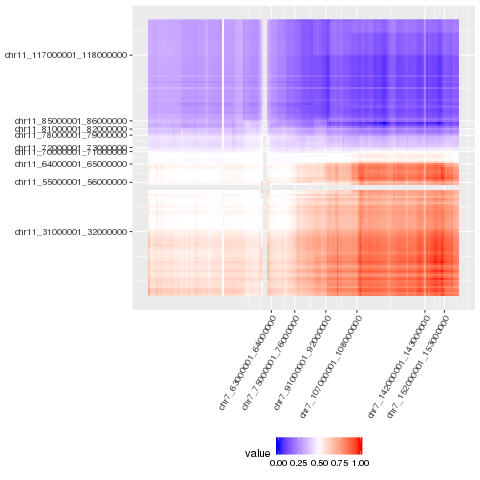 chr11_117000001_118000000
chr11_85000001_86000000
chr11_81000001_82000000
chr11_78000001_79000000
chr11_64000001_65000000
chr11_55000001_56000000
chr11_31000001_32000000
chr7_63000001_64000000
chr7_75000001_76000000
chr7_91000001_92000000
chr7_107000001_108000000
chr7_142000001_143000000
chr7_152000001_153000000
value
0.00 0.25 0.50 0.75 1.00